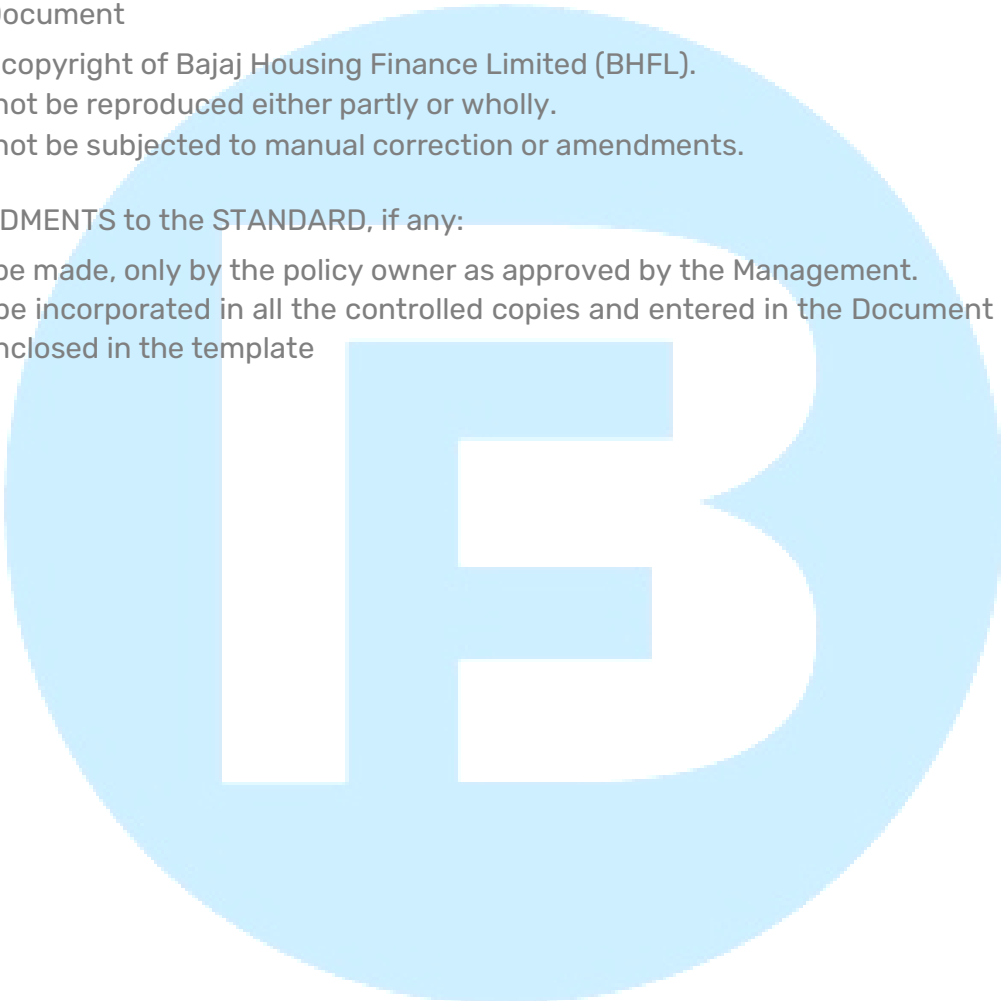 Document
copyright of Bajaj Housing Finance Limited (BHFL).
not be reproduced either partly or wholly.
not be subjected to manual correction or amendments.
DMENTS to the STANDARD, if any:
be made, only by the policy owner as approved by the Management.
be incorporated in all the controlled copies and entered in the Document
nclosed in the template
B